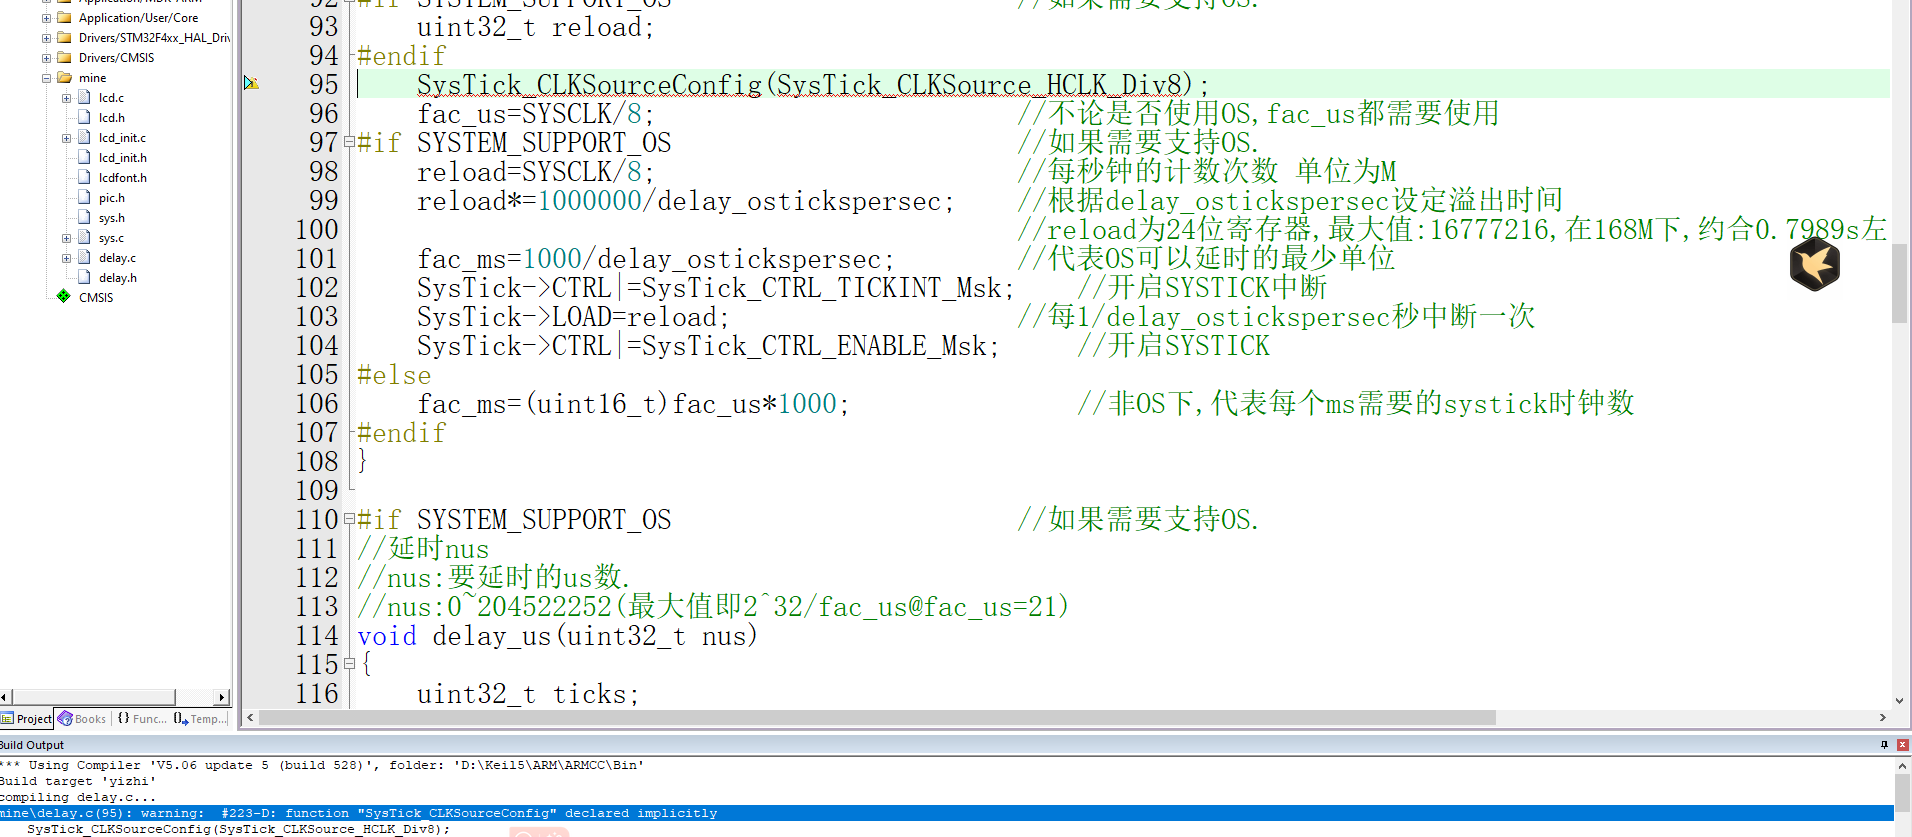 Application/User/Core
Drivers/STM32F4xx_HAL_Driv
Drivers/CMSIS
mine
lcd.c
lcd.h
lcd_init.c
lcd_init.h
lcdfont.h
pic.h
sys.h
sys.c
delay.c
delay.h
CMSIS
Project Books {} Func... Temp...
92 #if SYSTEM_SUPPORT_OS //如果需要支持OS.
93 uint32_t reload;
94 #endif
95 SysTick_CLKSourceConfig(SysTick_CLKSource_HCLK_Div8);
96 fac_us=SYSCLK/8; //不论是否使用OS,fac_us都需要使用
97 #if SYSTEM_SUPPORT_OS //如果需要支持OS.
98 reload=SYSCLK/8; //每秒钟的计数次数 单位为M
99 reload*=1000000/delay_ostickspersec; //根据delay_ostickspersec设定溢出时间
100 //reload为24位寄存器,最大值:16777216,在168M下,约合0.7989s左
101 fac_ms=1000/delay_ostickspersec; //代表OS可以延时的最少单位
102 SysTick->CTRL|=SysTick_CTRL_TICKINT_Msk; //开启SYSTICK中断
103 SysTick->LOAD=reload; //每1/delay_ostickspersec秒中断一次
104 SysTick->CTRL|=SysTick_CTRL_ENABLE_Msk; //开启SYSTICK
105 #else
106 fac_ms=(uint16_t)fac_us*1000; //非OS下,代表每个ms需要的systick时钟数
107 #endif
108 }
109
110 #if SYSTEM_SUPPORT_OS //如果需要支持OS.
111 //延时nus
112 //nus:要延时的us数.
113 //nus:0~204522252(最大值即2^32/fac_us@fac_us=21)
114 void delay_us(uint32_t nus)
115 {
116 uint32_t ticks;
Build Output
*** Using Compiler 'V5.06 update 5 (build 528)', folder: 'D:\Keil5\ARM\ARMCC\Bin'
Build target 'yizhi'
compiling delay.c...
mine\delay.c(95): warning: #223-D: function "SysTick_CLKSourceConfig" declared implicitly
SysTick_CLKSourceConfig(SysTick_CLKSource_HCLK_Div8);